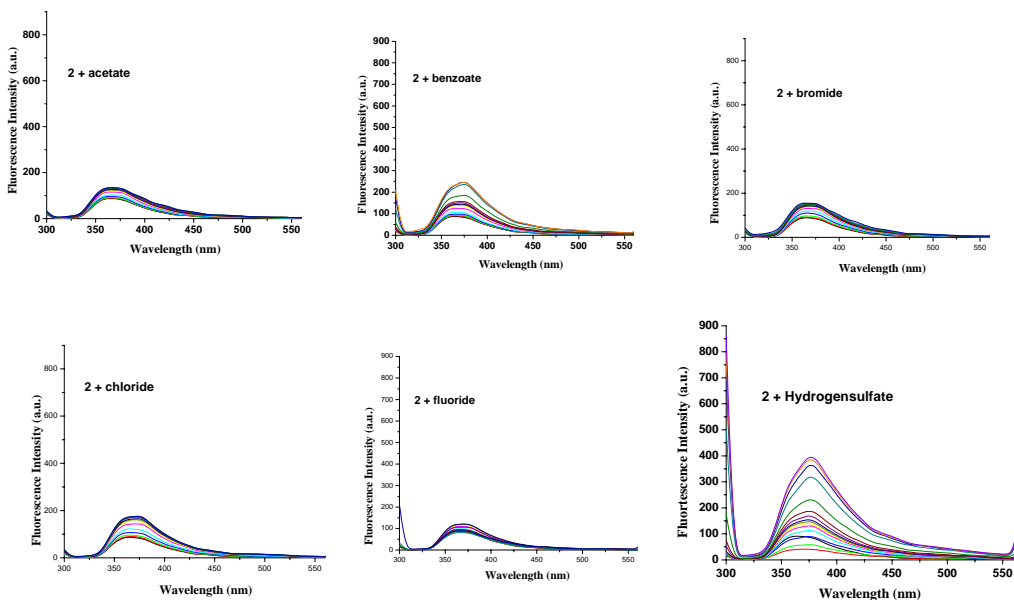 800
600
400
200
0
2 + acetate
Fluorescence Intensity (a.u.)
300 350 400 450 500 550
Wavelength (nm)
900
800
700
600
500
400
300
200
100
0
2 + benzoate
Fluorescence Intensity (a.u.)
300 350 400 450 500 550
Wavelength (nm)
800
600
400
200
0
2 + bromide
Fluorescence Intensity (a.u.)
300 350 400 450 500 550
Wavelength (nm)
800
600
400
200
0
2 + chloride
Fluorescence Intensity (a.u.)
300 350 400 450 500 550
Wavelength (nm)
900
800
700
600
500
400
300
200
100
0
2 + fluoride
Fluorescence Intensity (a.u.)
300 350 400 450 500 550
Wavelength (nm)
900
800
700
600
500
400
300
200
100
0
2 + Hydrogensulfate
Fluortescence Intensity (a.u.)
300 350 400 450 500 550
Wavelength (nm)